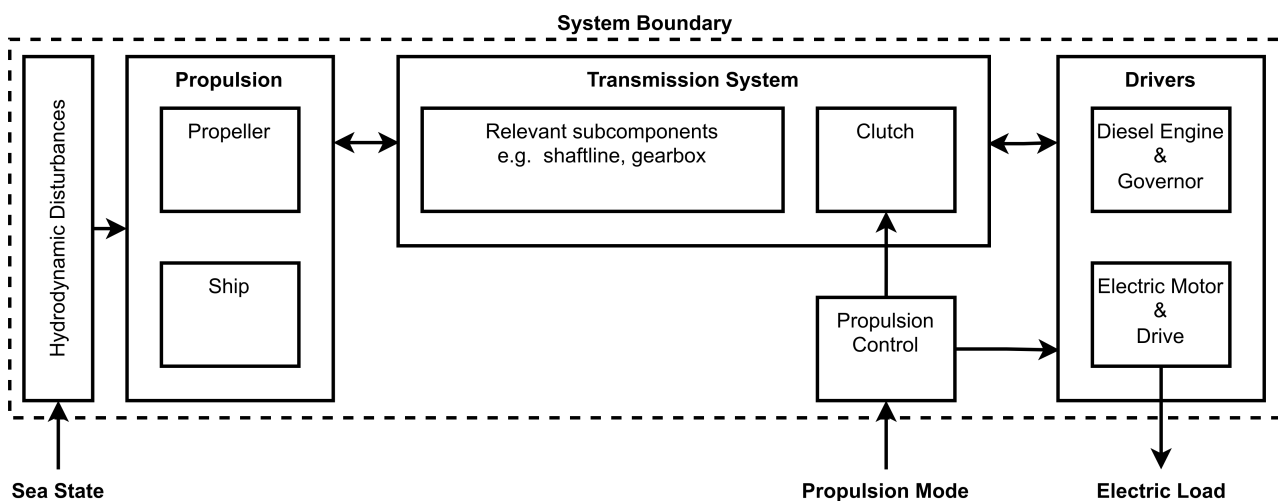 System Boundary
Hydrodynamic Disturbances
Propulsion
Propeller
Ship
Transmission System
Relevant subcomponents
e.g. shaftline, gearbox
Clutch
Propulsion
Control
Drivers
Diesel Engine
&
Governor
Electric Motor
&
Drive
Sea State
Propulsion Mode
Electric Load